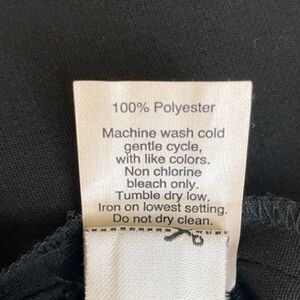 100% Polyester
Machine wash cold
gentle cycle,
with like colors.
Non chlorine
bleach only.
Tumble dry low.
Iron on lowest setting.
Do not dry clean.